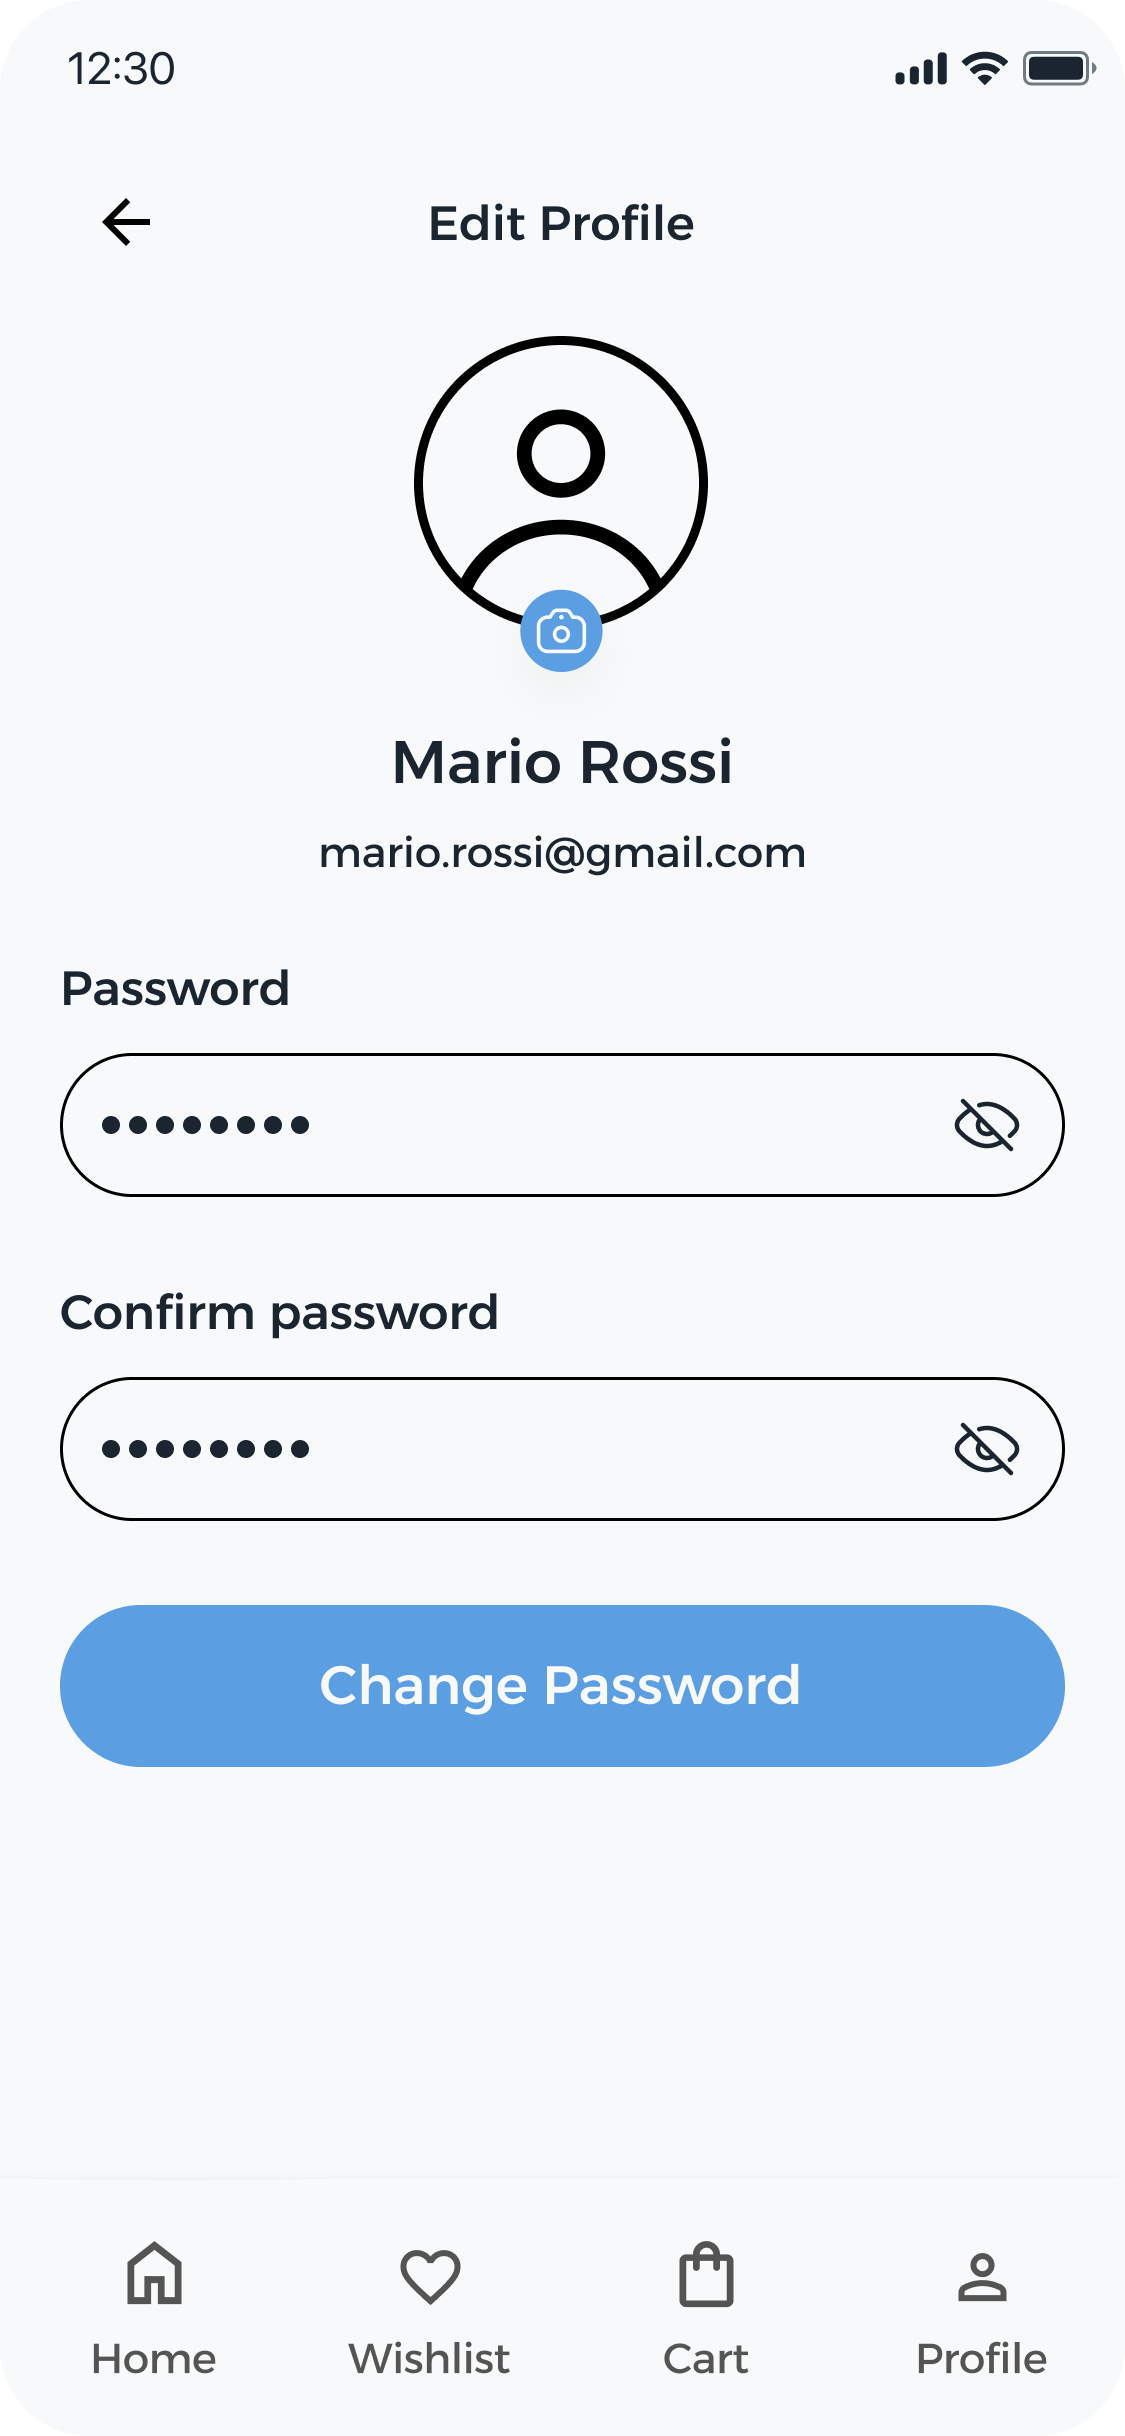 12:30
Edit Profile
Mario Rossi
mario.rossi@gmail.com
Password
••••••••
Confirm password
••••••••
Change Password
Home
Wishlist
Cart
Profile